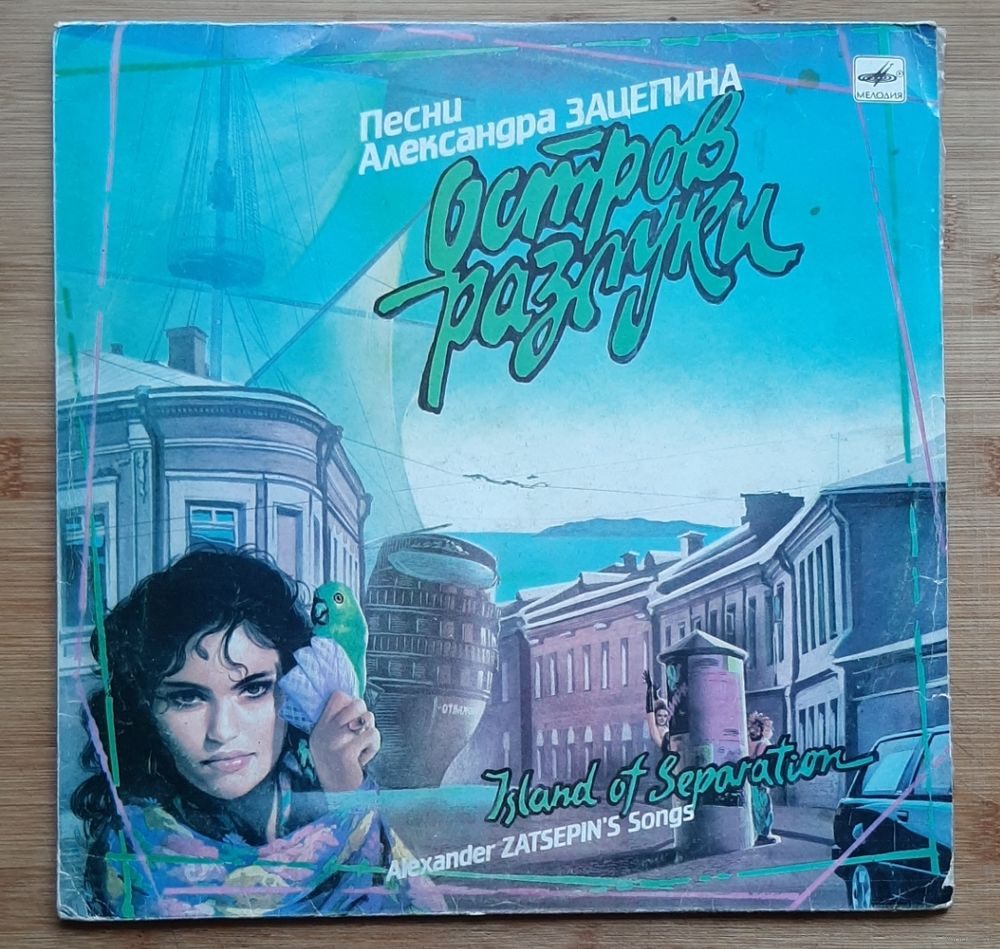 Песни
Александра ЗАЦЕПИНА
МЕЛОДИЯ
Остров
разлуки
Island of Separation
Alexander ZATSEPIN'S Songs